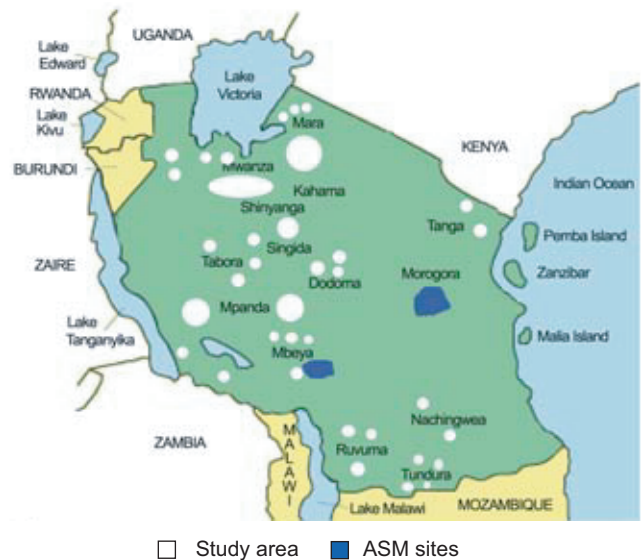 UGANDA
Lake
Edward
Lake
Victoria
RWANDA
Lake
Kivu
Mara
KENYA
Mwanza
BURUNDI
Kahama
Indian Ocean
Shinyanga
Tanga
Pemba Island
Singida
ZAIRE
Tabora
Dodoma
Morogora
Zanzibar
Mpanda
Lake
Tanganyika
Malia Island
Mbeya
Nachingwea
ZAMBIA
MALAWI
Ruvuma
Tundura
Lake Malawi
MOZAMBIQUE
Study area
ASM sites